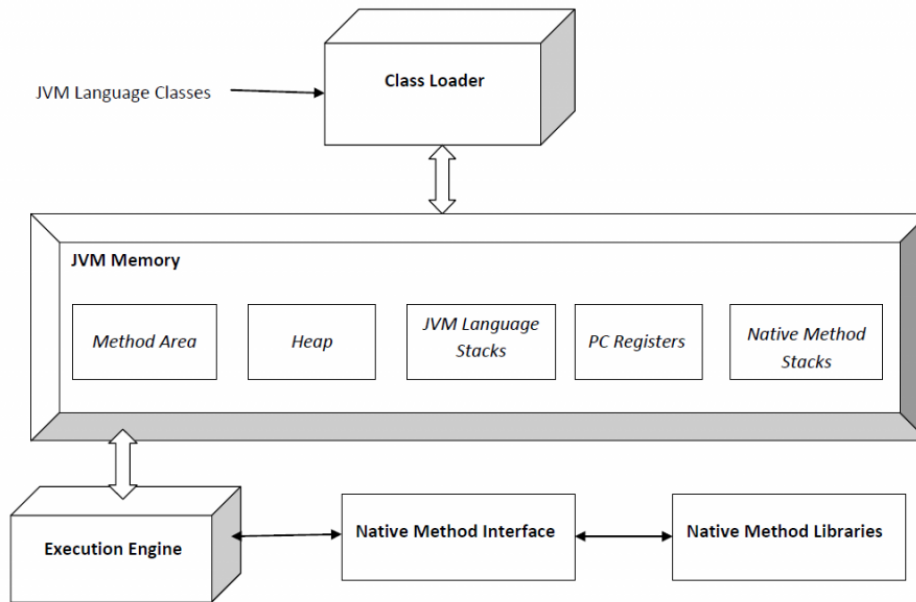 Class Loader
JVM Language Classes
JVM Memory
Method Area
Heap
JVM Language
Stacks
PC Registers
Native Method
Stacks
Execution Engine
Native Method Interface
Native Method Libraries